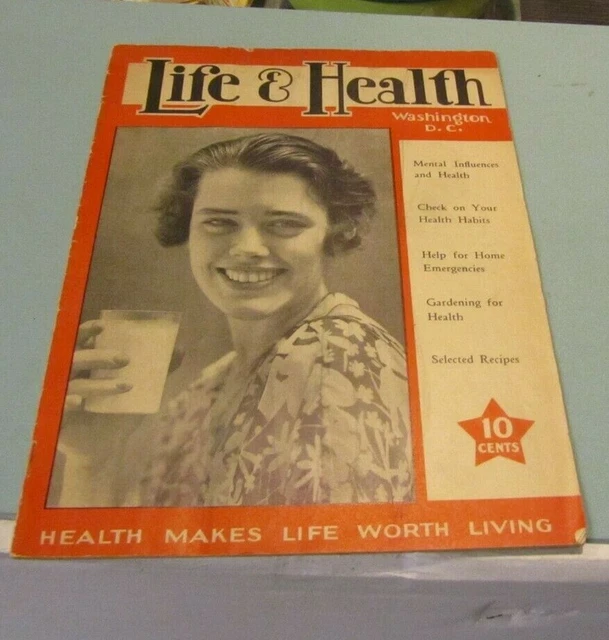 Life & Health
Washington
D. C.
Mental Influences
and Health
Check on Your
Health Habits
Help for Home
Emergencies
Gardening for
Health
Selected Recipes
10
CENTS
HEALTH MAKES LIFE WORTH LIVING